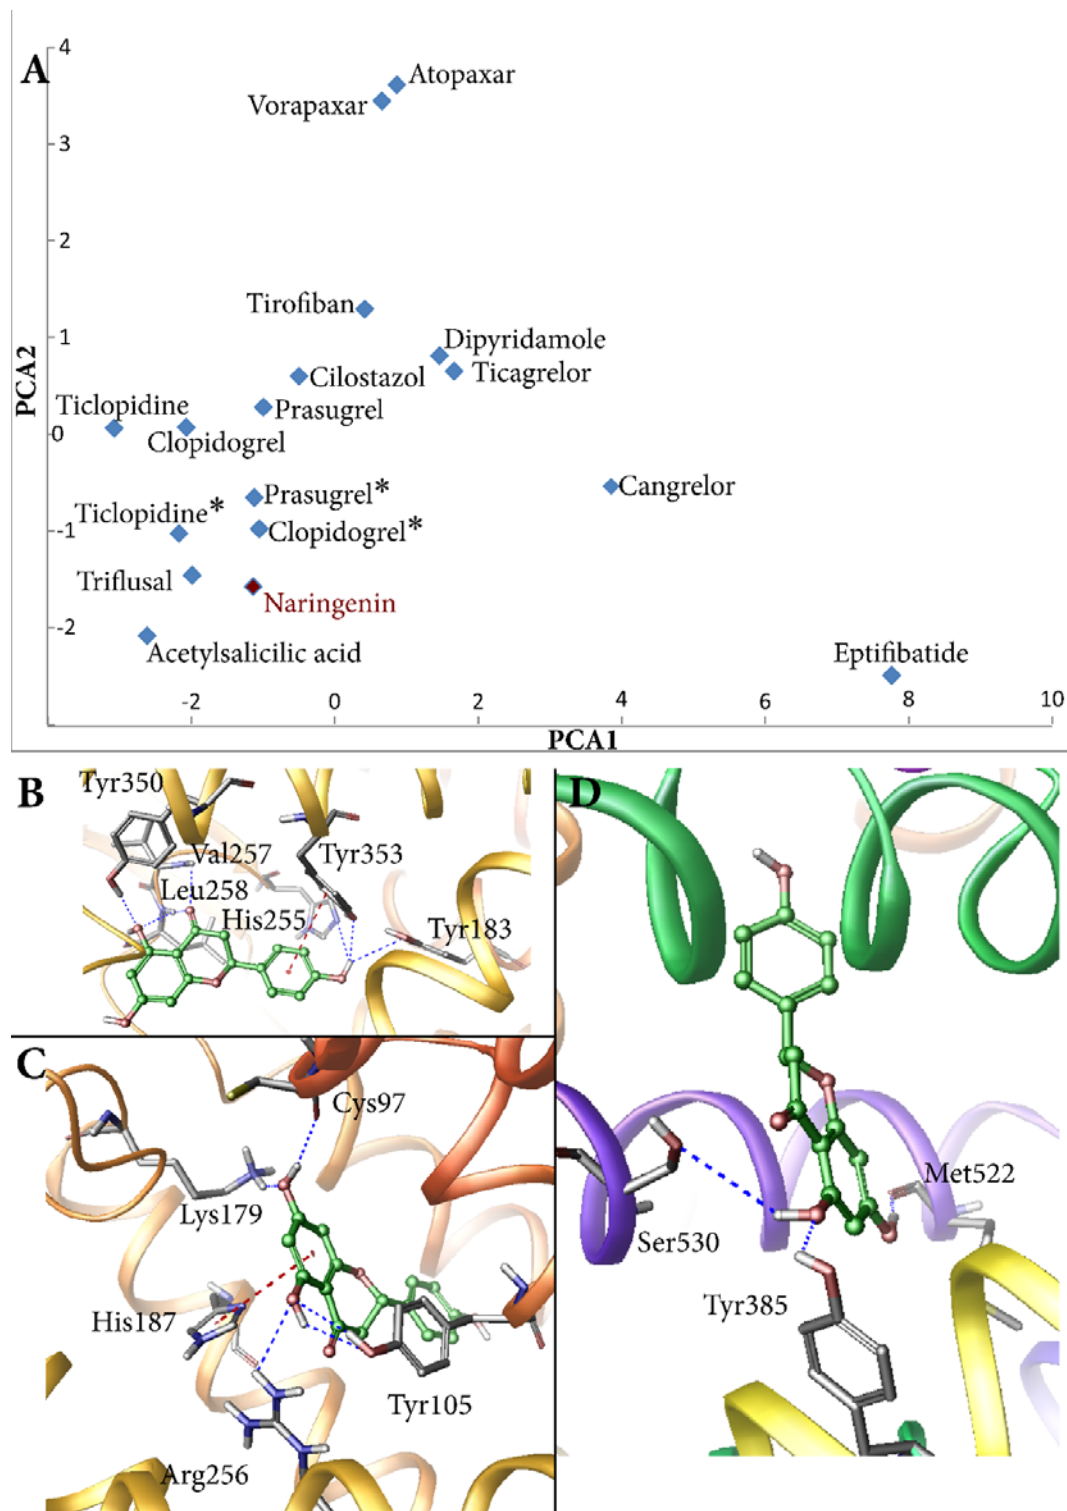 A
4
Atopaxar
Vorapaxar
3
2
Tirofiban
1
Dipyridamole
Ticagrelor
Cilostazol
Prasugrel
Ticlopidine
0
Clopidogrel
PCA2
Cangrelor
Prasugrel*
Ticlopidine*
-1
Clopidogrel*
Triflusal
Naringenin
-2
Acetylsalicilic acid
Eptifibatide
-2 0 2 4 6 8 10
PCA1
B
Tyr350
Val257
Tyr353
Leu258
His255
Tyr183
C
Cys97
Lys179
His187
Tyr105
Arg256
D
Met522
Ser530
Tyr385